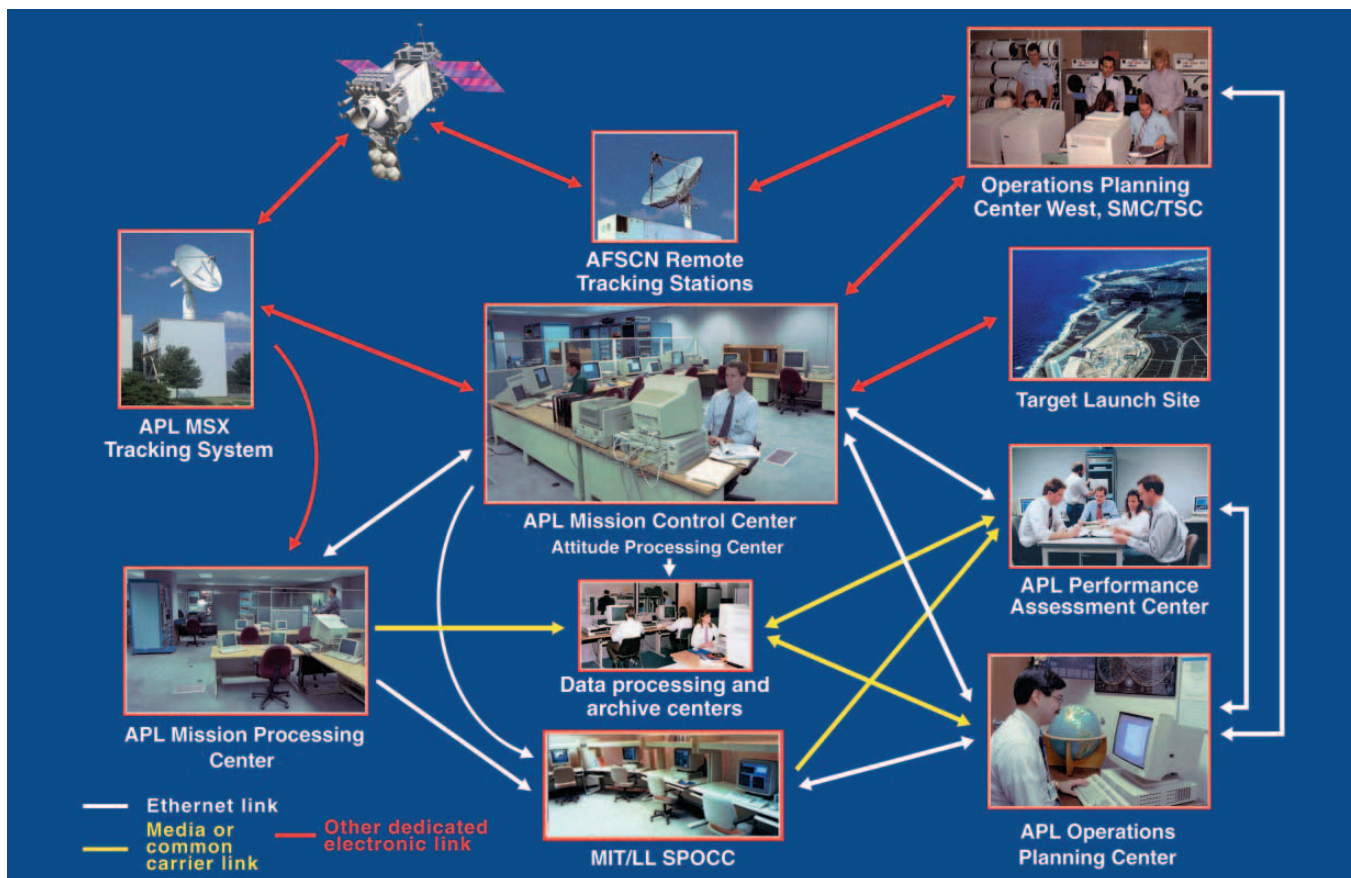 Operations Planning
Center West, SMC/TSC
AFSCN Remote
Tracking Stations
Target Launch Site
APL MSX
Tracking System
APL Mission Control Center
Attitude Processing Center
APL Performance
Assessment Center
Data processing and
archive centers
APL Mission Processing
Center
Ethernet link
Media or
common
carrier link
Other dedicated
electronic link
MIT/LL SPOCC
APL Operations
Planning Center